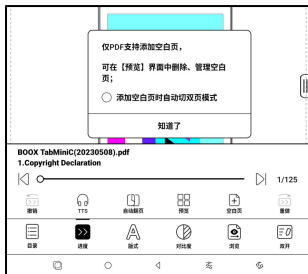 仅PDF支持添加空白页，
可在【预览】界面中删除、管理空白
页；
添加空白页时自动切双页模式
知道了
BOOX TabMiniC(20230508).pdf
1.Copyright Declaration
1/125
撤销 TTS 自动翻页 预览 空白页 重做
目录 进度 版式 对比度 浏览 双开